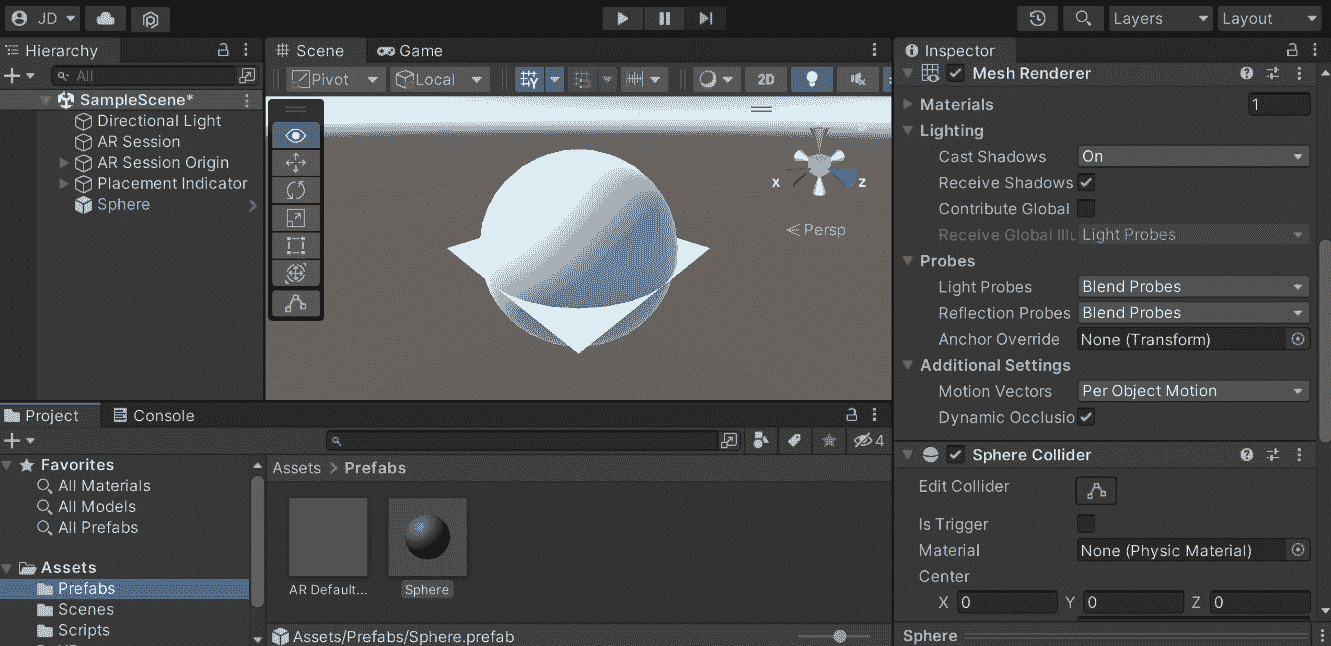 JD
Layers
Layout
Hierarchy
All
SampleScene*
Directional Light
AR Session
AR Session Origin
Placement Indicator
Sphere
Scene
Game
Pivot
Local
2D
x
z
Persp
Inspector
Mesh Renderer
Materials 1
Lighting
Cast Shadows On
Receive Shadows
Contribute Global
Receive Global Illu Light Probes
Probes
Light Probes Blend Probes
Reflection Probes Blend Probes
Anchor Override None (Transform)
Additional Settings
Motion Vectors Per Object Motion
Dynamic Occlusio
Sphere Collider
Edit Collider
Is Trigger
Material None (Physic Material)
Center
X 0 Y 0 Z 0
Sphere
Project
Console
4
Favorites
All Materials
All Models
All Prefabs
Assets
Prefabs
Scenes
Scripts
Assets > Prefabs
AR Default...
Sphere
Assets/Prefabs/Sphere.prefab